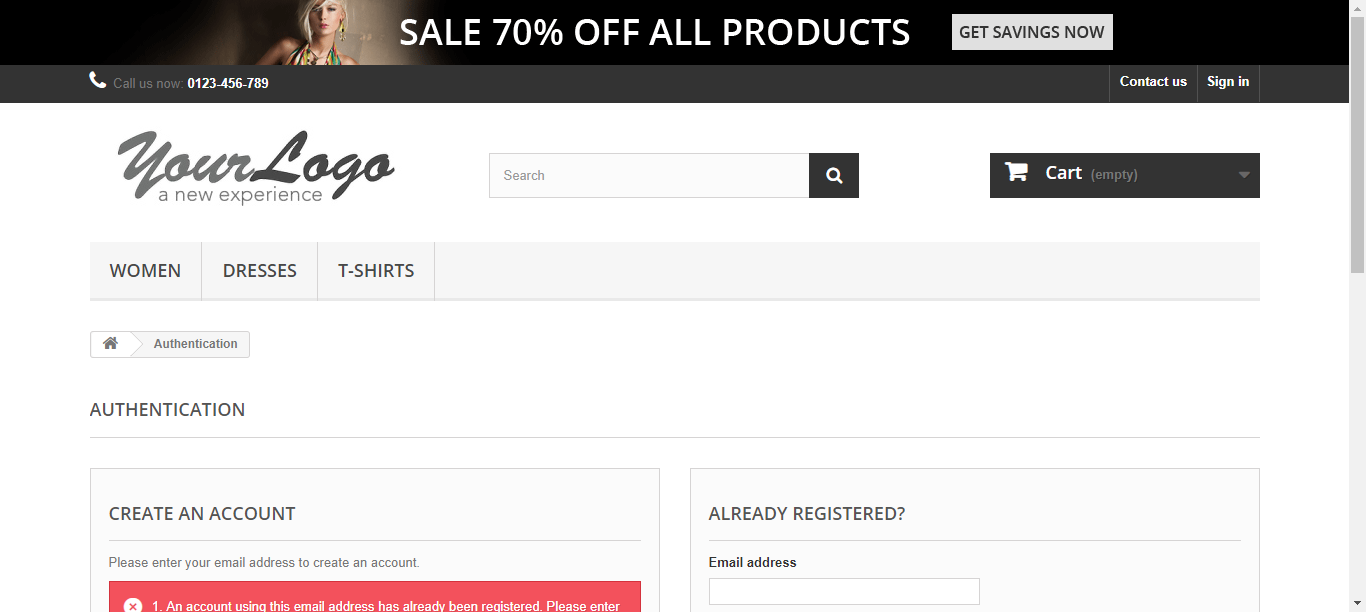 SALE 70% OFF ALL PRODUCTS GET SAVINGS NOW
Call us now: 0123-456-789 Contact us Sign in
YourLogo
a new experience
Search
Cart (empty)
WOMEN DRESSES T-SHIRTS
Authentication
AUTHENTICATION
CREATE AN ACCOUNT
Please enter your email address to create an account.
1. An account using this email address has already been registered. Please enter
ALREADY REGISTERED?
Email address